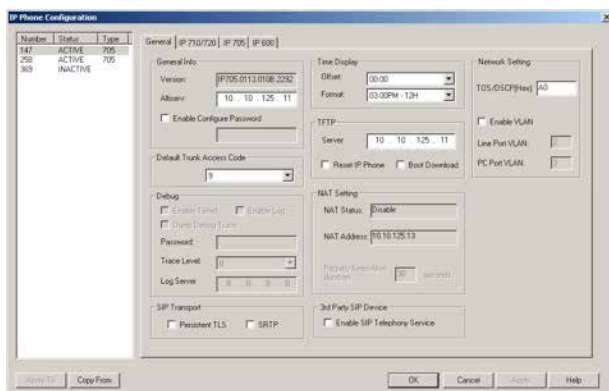 IP Phone Configuration
Number Status Type
147 ACTIVE 705
258 ACTIVE 705
369 INACTIVE
General IP 710/720 IP 705 IP 600
General Info
Version: IP705.0113.0108.2292
Altiserv: 10 . 10 . 125 . 11
Enable Configure Password
Default Trunk Access Code
9
Debug
Enable Telnet Enable Log
Dump Debug Trace
Password:
Trace Level: 0
Log Server 0 . 0 . 0 . 0
SIP Transport
Persistent TLS SRTP
Time Display
Offset: 00:00
Format: 03:00PM - 12H
TFTP
Server 10 . 10 . 125 . 11
Reset IP Phone Boot Download
NAT Setting
NAT Status: Disable
NAT Address: 10.10.125.13
duration: 30 seconds
3rd Party SIP Device
Enable SIP Telephony Service
Network Setting
TOS/DSCP(Hex): A0
Enable VLAN
Line Port VLAN:
PC Port VLAN:
Apply To Copy From OK Cancel Apply Help